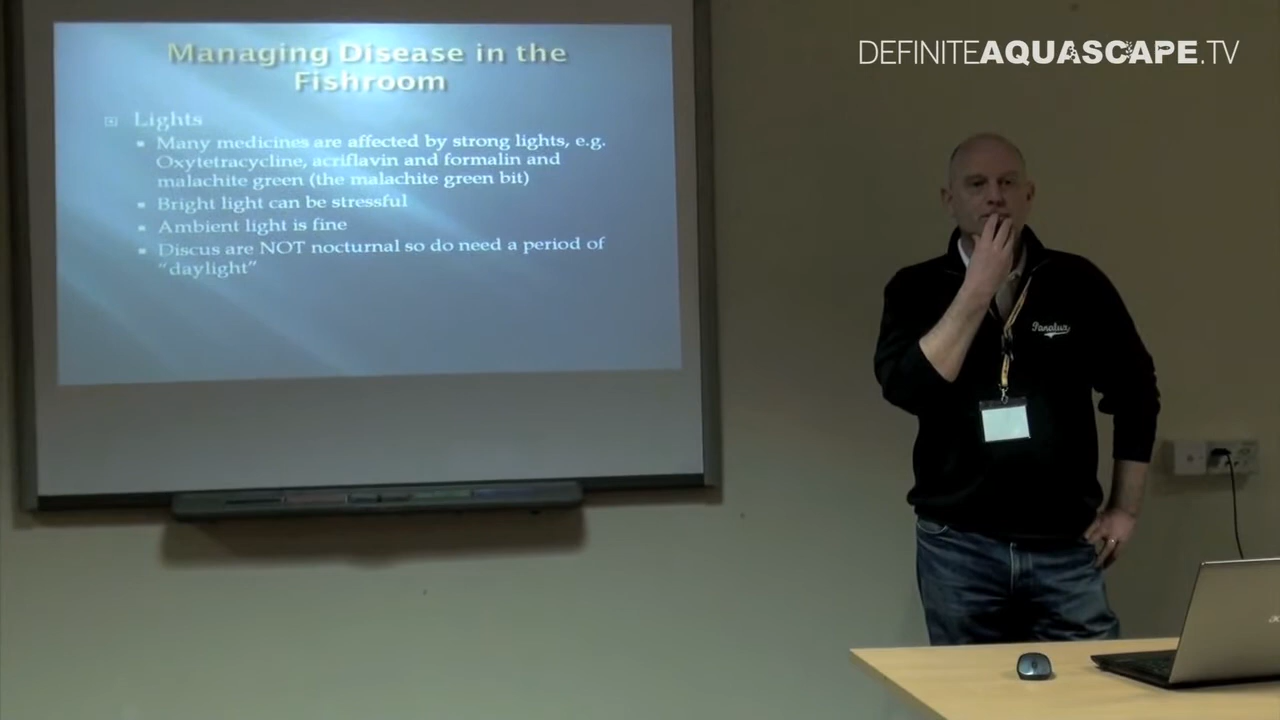 DEFINITEAQUASCAPE.TV
Managing Disease in the
Fishroom
Lights
Many medicines are affected by strong lights, e.g.
Oxytetracycline, acriflavin and formalin and
malachite green (the malachite green bit)
Bright light can be stressful
Ambient light is fine
Discus are NOT nocturnal so do need a period of
“daylight”
Panalux